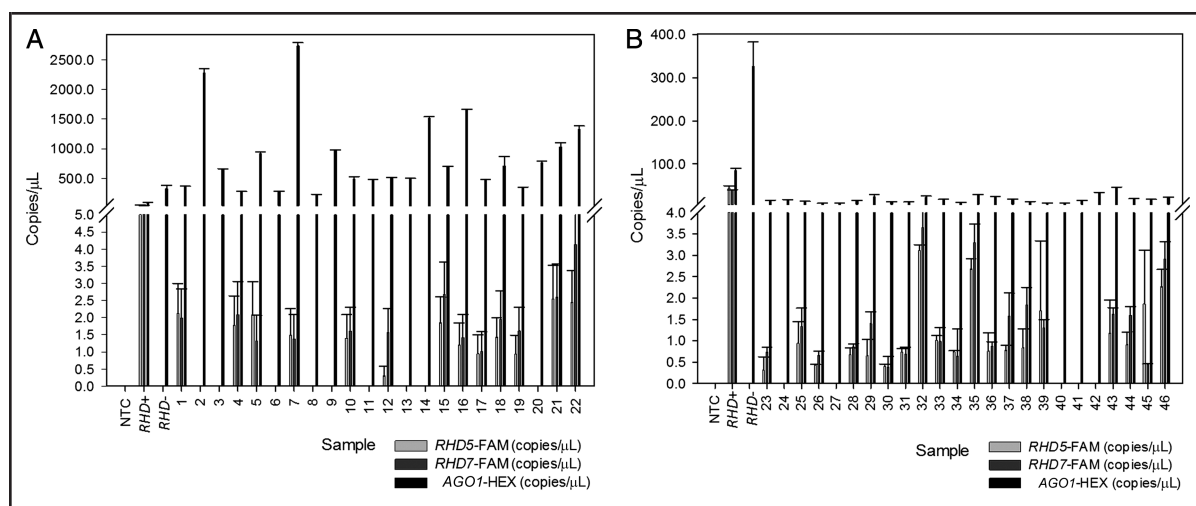 A
Copies/μL
2500.0
2000.0
1500.0
1000.0
500.0
5.0
4.5
4.0
3.5
3.0
2.5
2.0
1.5
1.0
0.5
0.0
NTC RHD+ RHD- 1 2 3 4 5 6 7 8 9 10 11 12 13 14 15 16 17 18 19 20 21 22
Sample
RHD5-FAM (copies/μL)
RHD7-FAM (copies/μL)
AGO1-HEX (copies/μL)
B
Copies/μL
400.0
300.0
200.0
100.0
4.0
3.5
3.0
2.5
2.0
1.5
1.0
0.5
0.0
NTC RHD+ RHD- 23 24 25 26 27 28 29 30 31 32 33 34 35 36 37 38 39 40 41 42 43 44 45 46
Sample
RHD5-FAM (copies/μL)
RHD7-FAM (copies/μL)
AGO1-HEX (copies/μL)